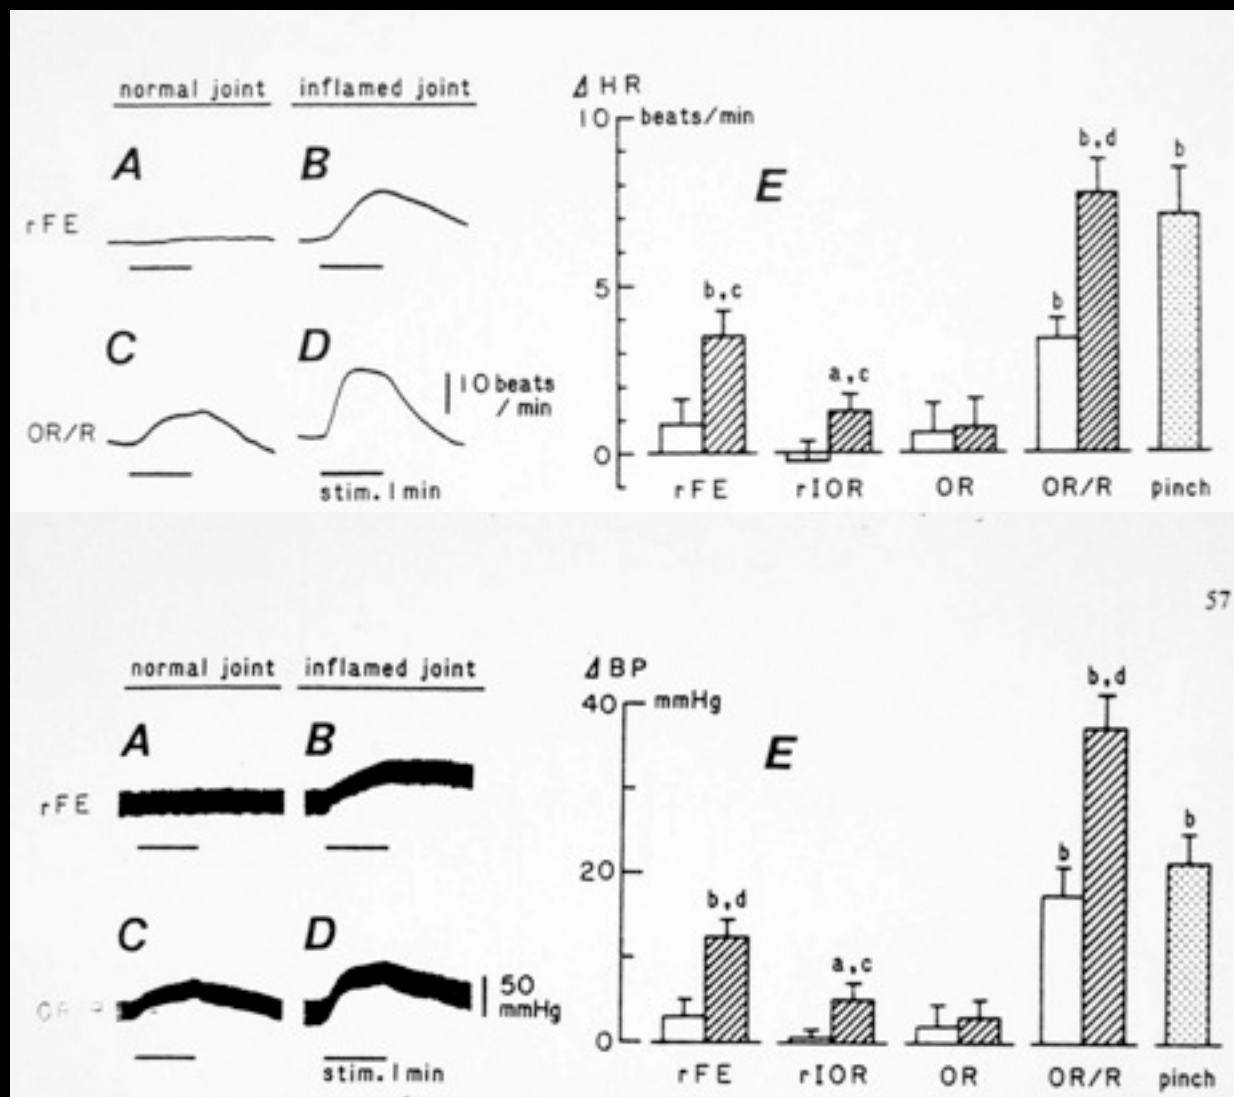 normal joint inflamed joint
A B
rFE
C D
10 beats
/ min
OR/R
stim. 1 min
Δ HR
10 beats/min
E
b,d b
5
b,c b
a,c
0
rFE rIOR OR OR/R pinch
57
normal joint inflamed joint
A B
rFE
C D
50
mmHg
stim. 1 min
Δ BP
40 mmHg
E
b,d
20
b b
b,d
a,c
0
rFE rIOR OR OR/R pinch